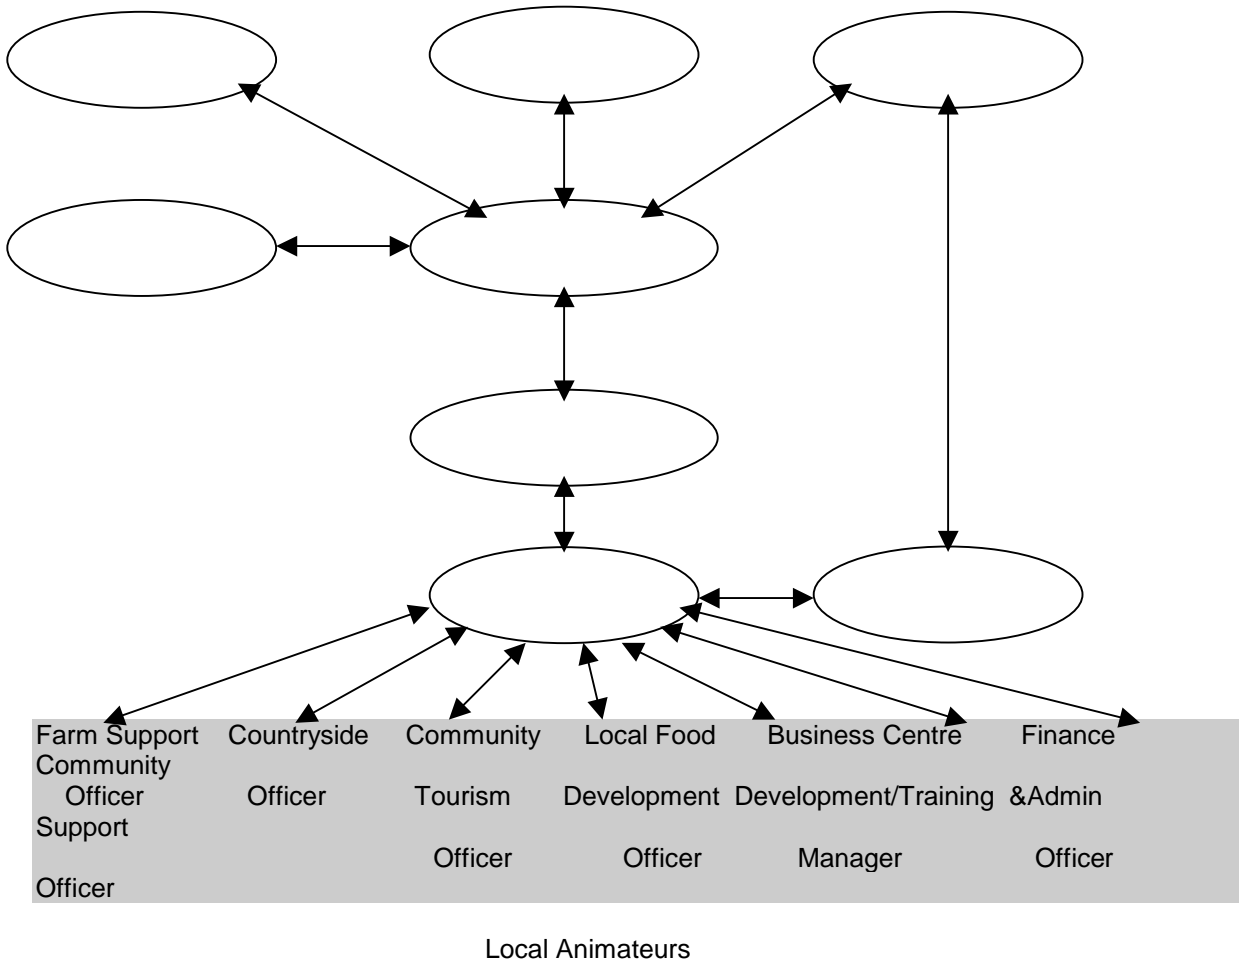 Farm Support Countryside Community Local Food Business Centre Finance
Community
Officer Officer Tourism Development Development/Training &Admin
Support
Officer Officer Manager Officer
Officer
Local Animateurs